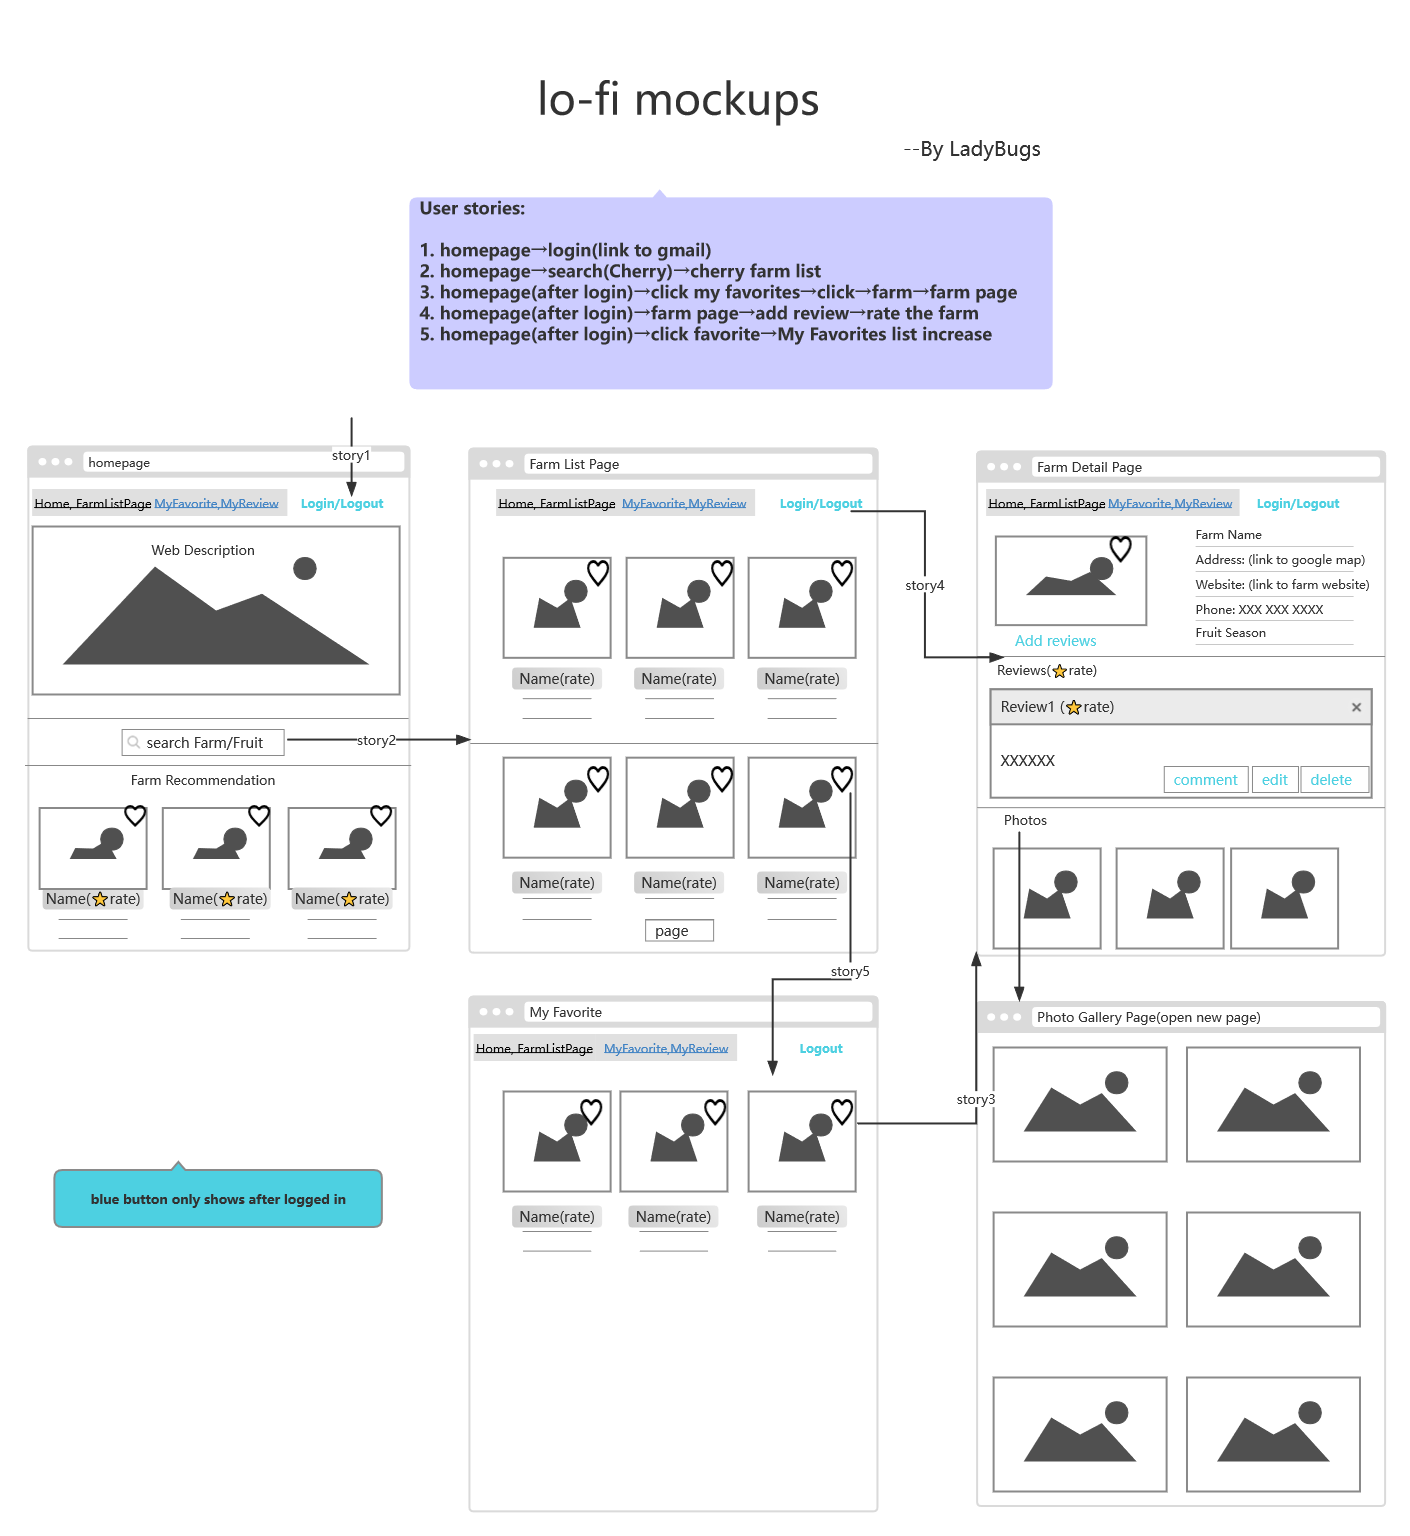 lo-fi mockups
--By LadyBugs
User stories:
1. homepage→login(link to gmail)
2. homepage→search(Cherry)→cherry farm list
3. homepage(after login)→click my favorites→click→farm→farm page
4. homepage(after login)→farm page→add review→rate the farm
5. homepage(after login)→click favorite→My Favorites list increase
story1
homepage
Home, FarmListPage MyFavorite,MyReview Login/Logout
Web Description
search Farm/Fruit
story2
Farm Recommendation
Name(⭐rate) Name(⭐rate) Name(⭐rate)
Farm List Page
Home, FarmListPage MyFavorite,MyReview Login/Logout
Name(rate) Name(rate) Name(rate)
Name(rate) Name(rate) Name(rate)
page
story4
story5
Farm Detail Page
Home, FarmListPage MyFavorite,MyReview Login/Logout
Farm Name
Address: (link to google map)
Website: (link to farm website)
Phone: XXX XXX XXXX
Fruit Season
Add reviews
Reviews(⭐rate)
Review1 (⭐rate) ×
XXXXXX
comment edit delete
Photos
My Favorite
Home, FarmListPage MyFavorite,MyReview Logout
Name(rate) Name(rate) Name(rate)
story3
Photo Gallery Page(open new page)
blue button only shows after logged in